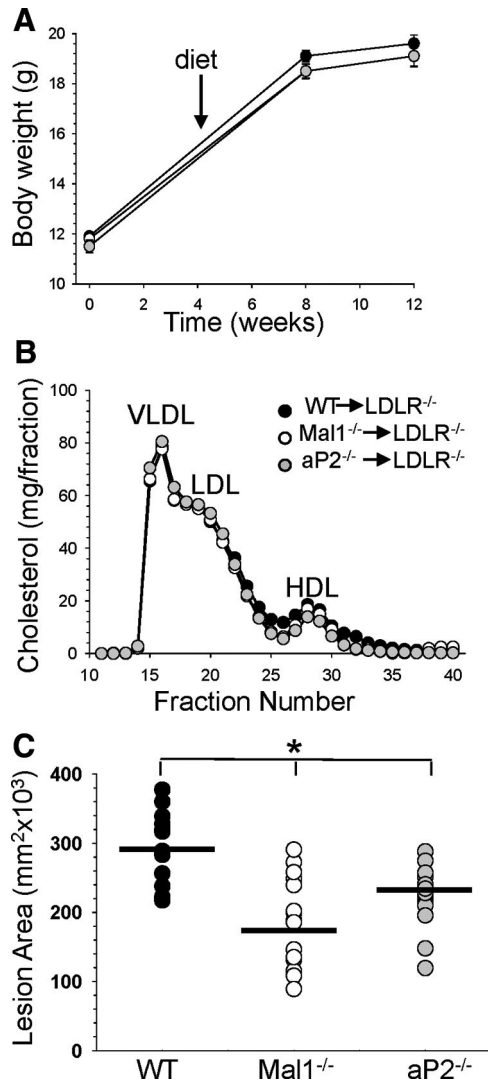 A
Body weight (g)
20
18
16
14
12
10
diet
0 2 4 6 8 10 12
Time (weeks)
B
Cholesterol (mg/fraction)
100
80
60
40
20
0
VLDL
LDL
HDL
WT→LDLR-/-
Mal1-/-→LDLR-/-
aP2-/-→LDLR-/-
10 15 20 25 30 35 40
Fraction Number
C
Lesion Area (mm²x10³)
400
300
200
100
0
*
WT Mal1-/- aP2-/-